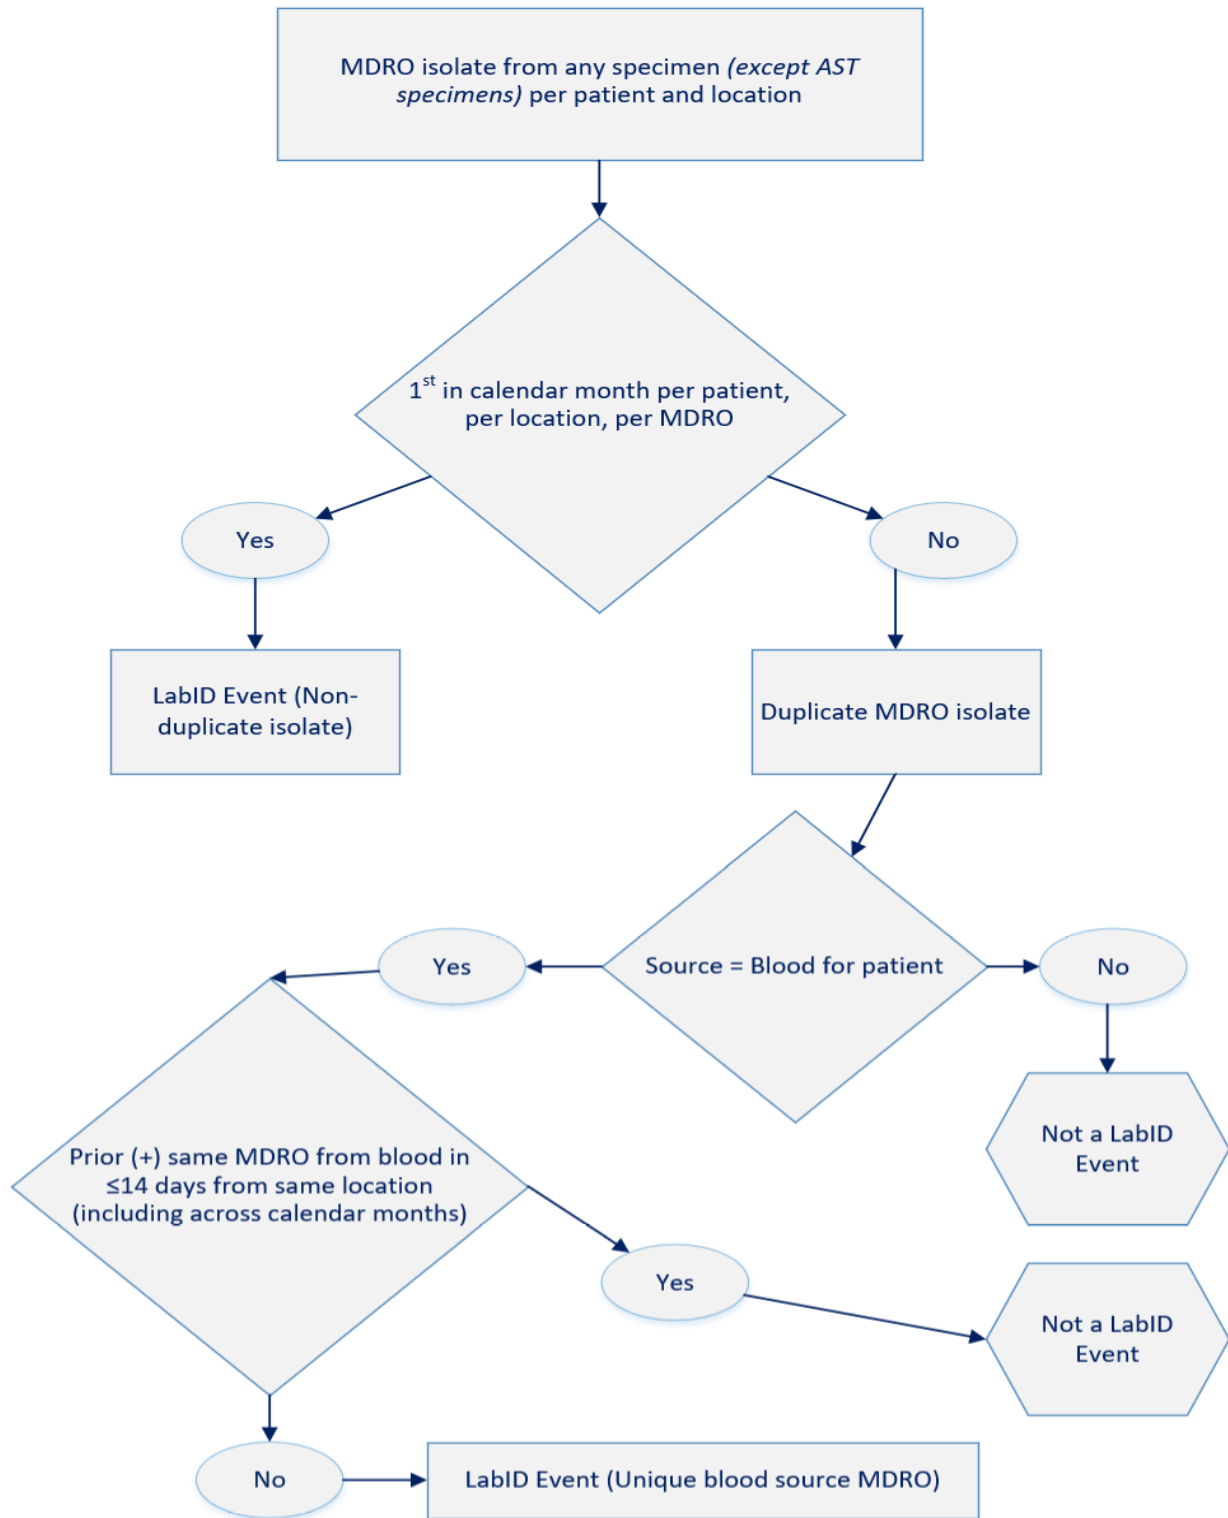 MDRO isolate from any specimen (except AST
specimens) per patient and location
1st in calendar month per patient,
per location, per MDRO
Yes
No
LabID Event (Non-
duplicate isolate)
Duplicate MDRO isolate
Source = Blood for patient
Yes
No
Not a LabID
Event
Prior (+) same MDRO from blood in
≤14 days from same location
(including across calendar months)
Yes
Not a LabID
Event
No
LabID Event (Unique blood source MDRO)